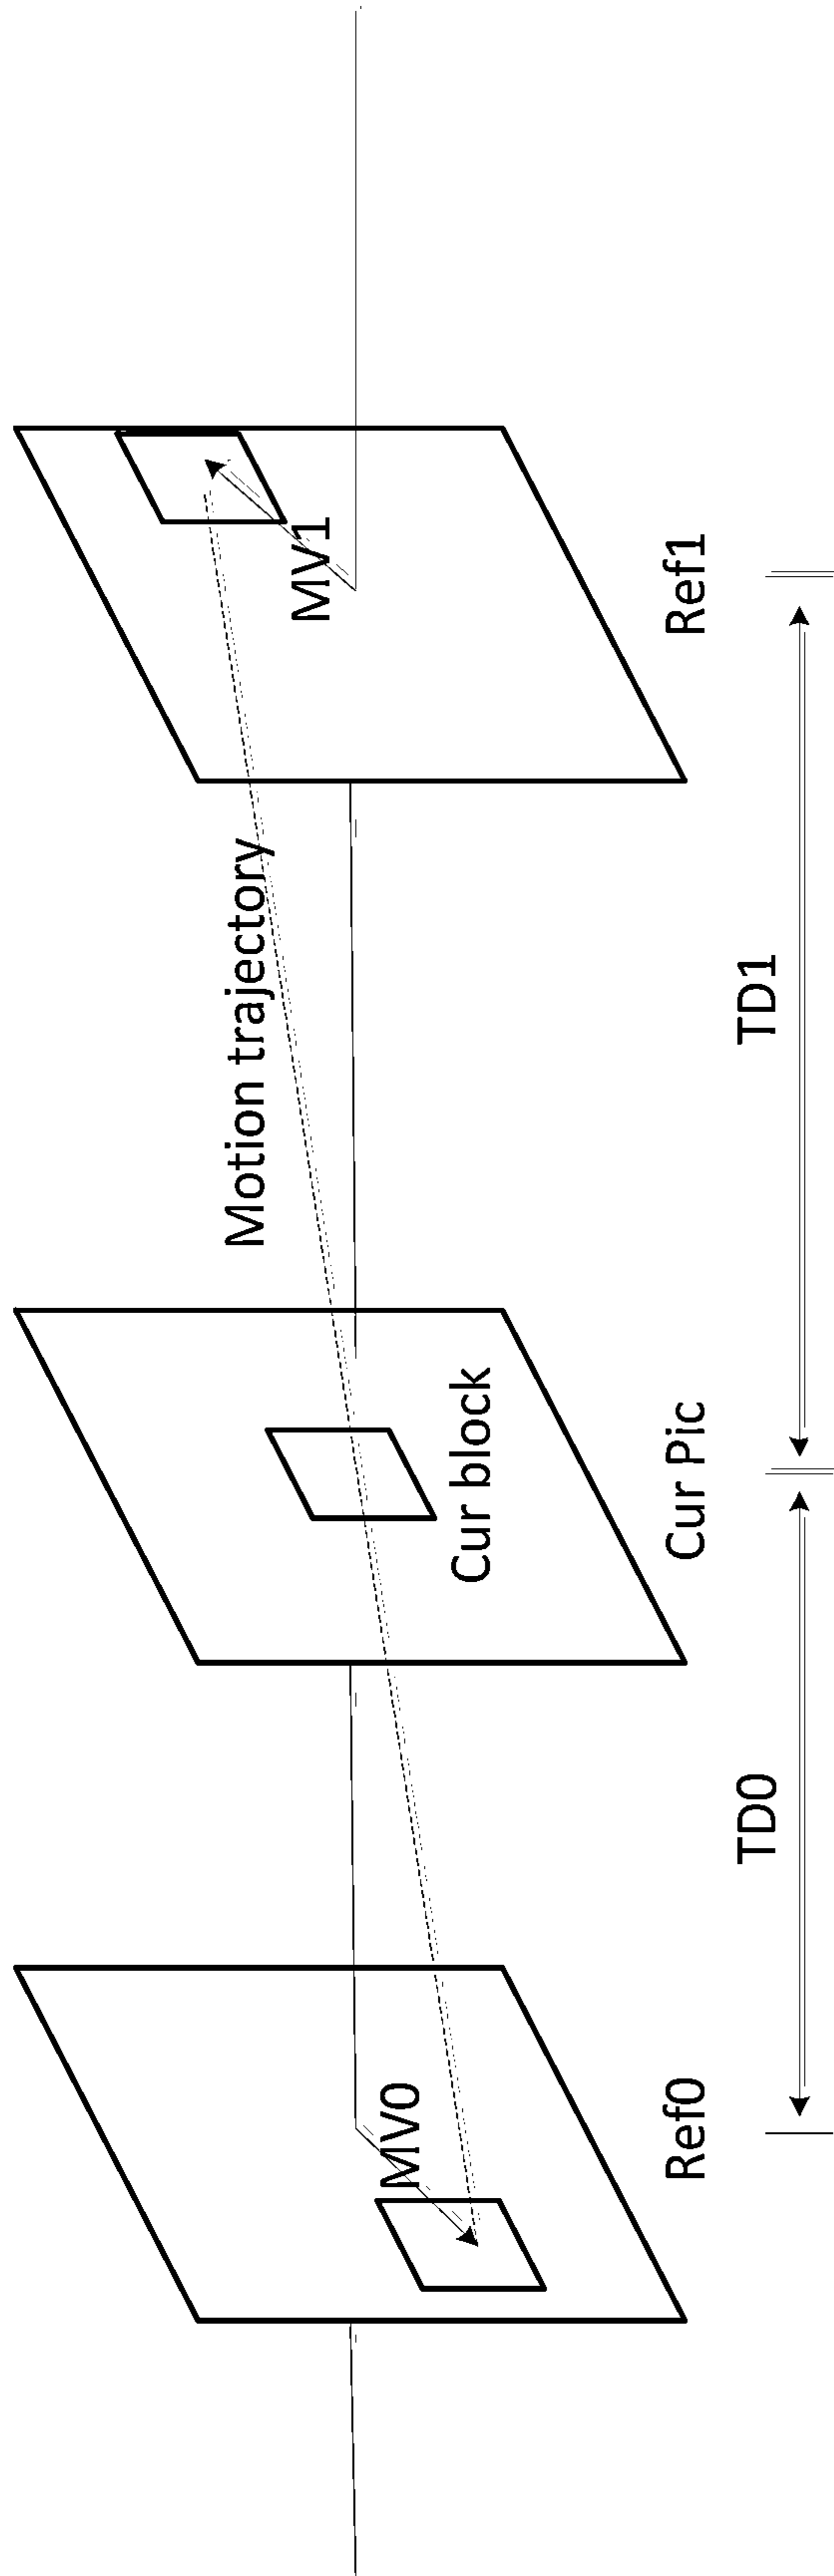 Motion trajectory
MV1
MV0
Cur block
Ref0
Cur Pic
Ref1
TD0
TD1